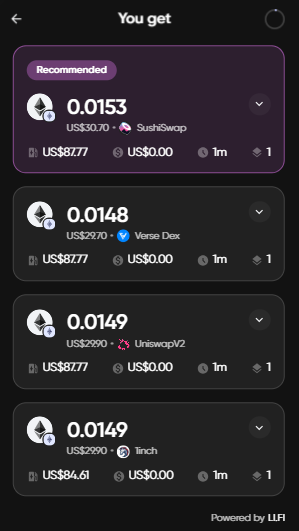 You get
Recommended
0.0153
US$30.70 • SushiSwap
US$87.77 US$0.00 1m 1
0.0148
US$29.70 • Verse Dex
US$87.77 US$0.00 1m 1
0.0149
US$29.90 • UniswapV2
US$87.77 US$0.00 1m 1
0.0149
US$29.90 • 1inch
US$84.61 US$0.00 1m 1
Powered by LI.FI